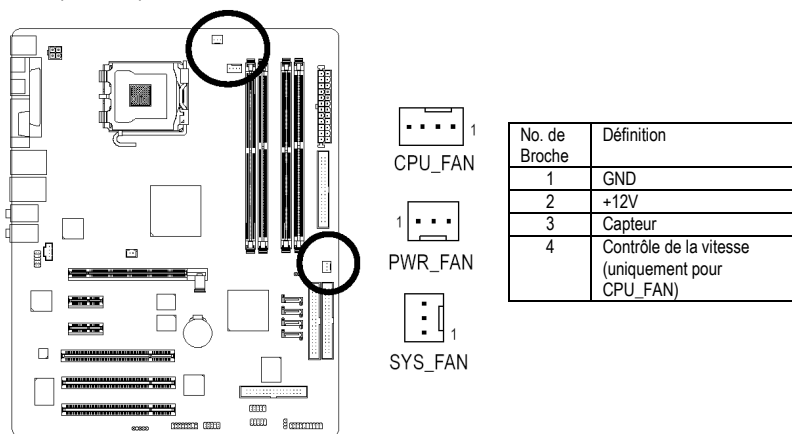 1
CPU_FAN
1
PWR_FAN
1
SYS_FAN
No. de Broche Définition
1 GND
2 +12V
3 Capteur
4 Contrôle de la vitesse
(uniquement pour
CPU_FAN)